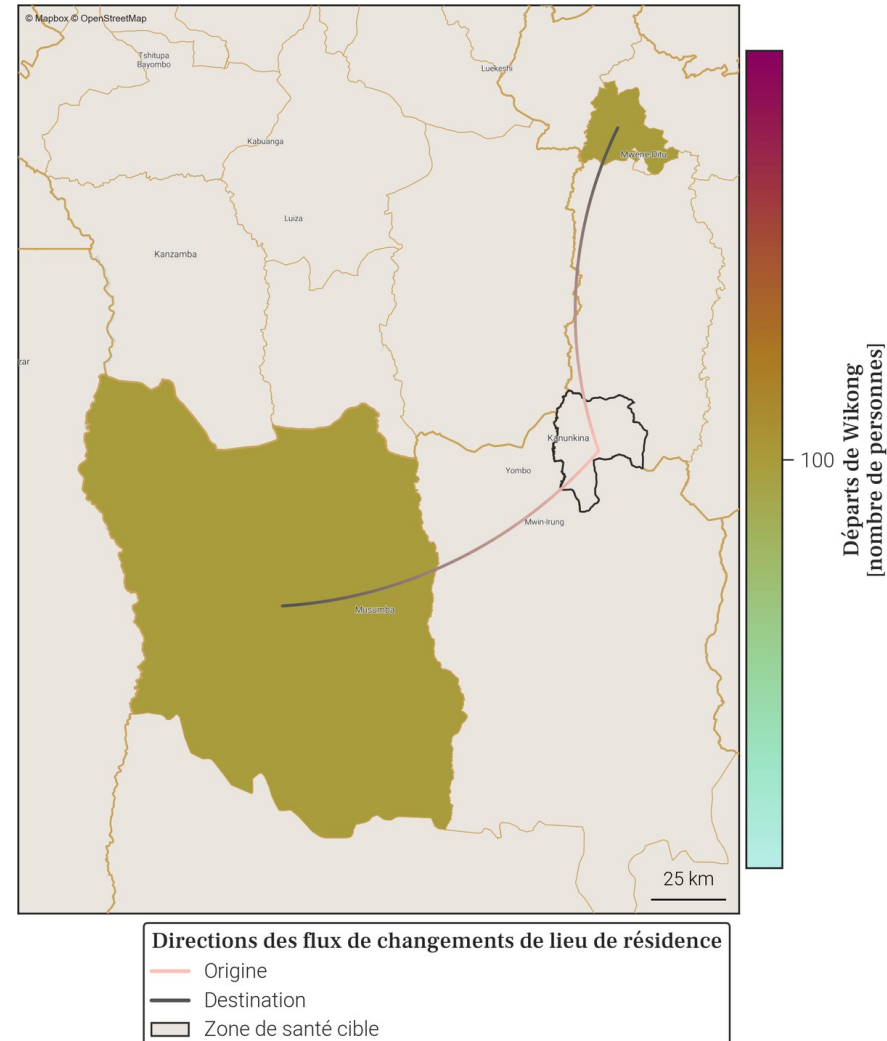 © Mapbox © OpenStreetMap
Tshitupa
Bayombo
Luekeshi
Kabuanga
Mwene-Ditu
Luiza
Kanzamba
zar
Kanunkina
Yombo
Mwin-Irung
Musumba
25 km
100
Départs de Wikong
[nombre de personnes]
Directions des flux de changements de lieu de résidence
Origine
Destination
Zone de santé cible